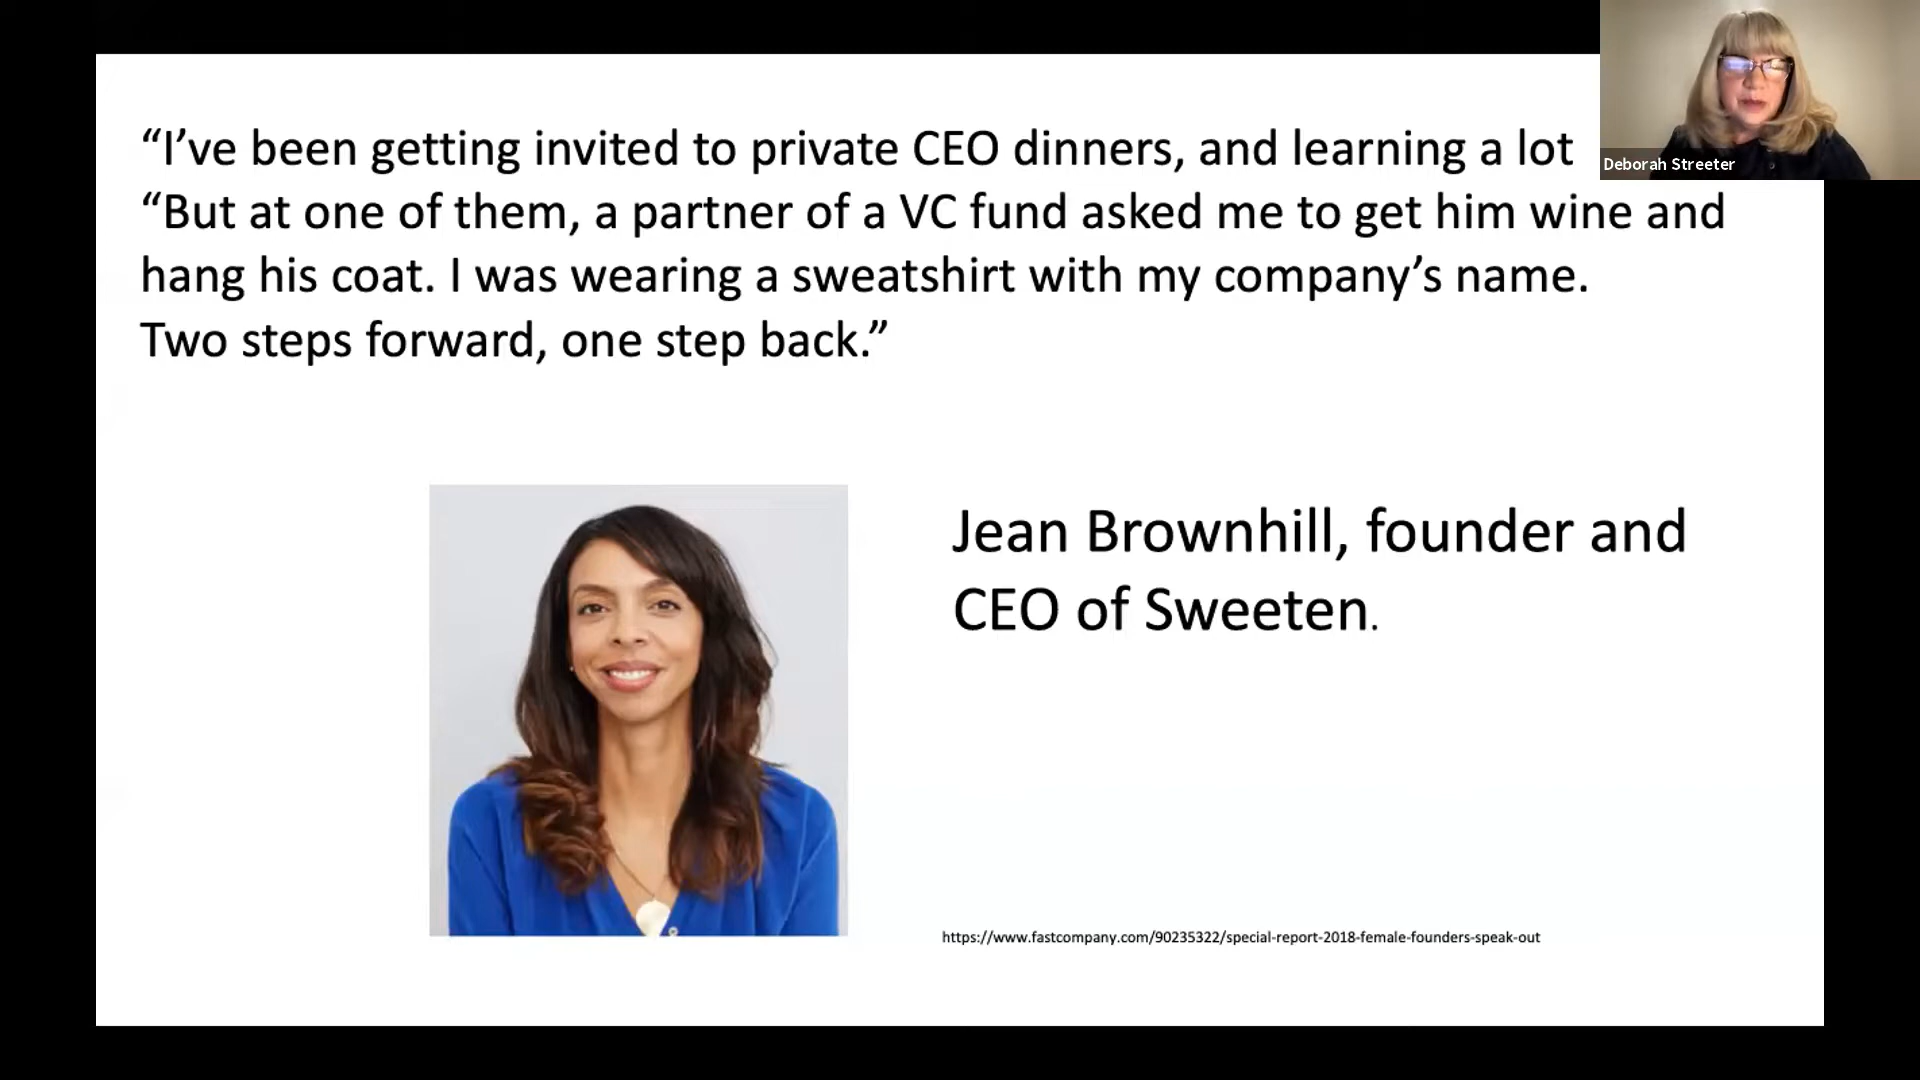 “I’ve been getting invited to private CEO dinners, and learning a lot
“But at one of them, a partner of a VC fund asked me to get him wine and
hang his coat. I was wearing a sweatshirt with my company’s name.
Two steps forward, one step back.”
Deborah Streeter
Jean Brownhill, founder and
CEO of Sweeten.
https://www.fastcompany.com/90235322/special-report-2018-female-founders-speak-out